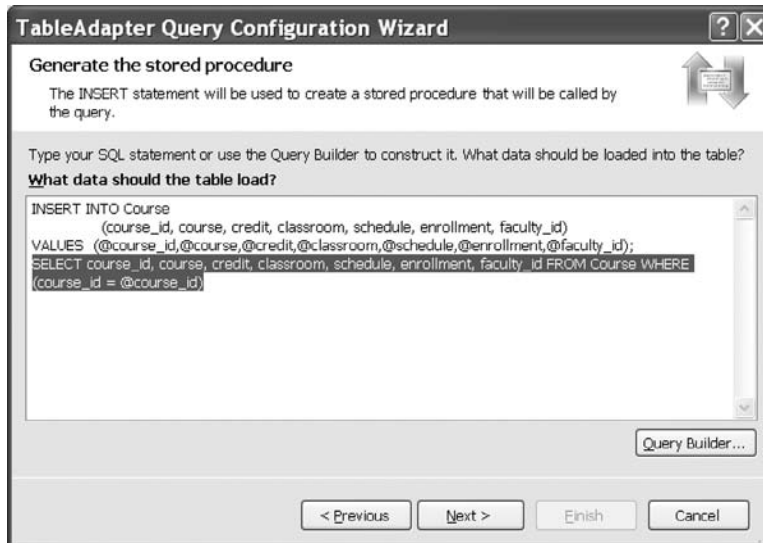 TableAdapter Query Configuration Wizard
Generate the stored procedure
The INSERT statement will be used to create a stored procedure that will be called by
the query.
Type your SQL statement or use the Query Builder to construct it. What data should be loaded into the table?
What data should the table load?
INSERT INTO Course
(course_id, course, credit, classroom, schedule, enrollment, faculty_id)
VALUES (@course_id,@course,@credit,@classroom,@schedule,@enrollment,@faculty_id);
SELECT course_id, course, credit, classroom, schedule, enrollment, faculty_id FROM Course WHERE
(course_id = @course_id)
Query Builder...
< Previous Next > Finish Cancel